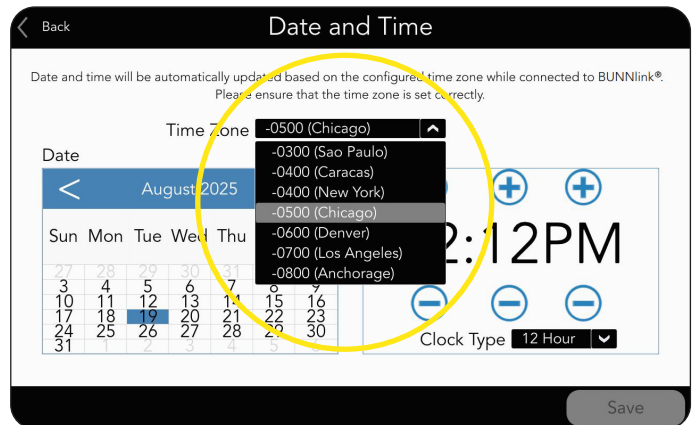 Back
Date and Time
Date and time will be automatically updated based on the configured time zone while connected to BUNNlink®.
Please ensure that the time zone is set correctly.
Time Zone -0500 (Chicago)
-0300 (Sao Paulo)
-0400 (Caracas)
-0400 (New York)
-0500 (Chicago)
-0600 (Denver)
-0700 (Los Angeles)
-0800 (Anchorage)
Date
< August 2025
Sun Mon Tue Wed Thu
27 28 29 30 31
3 4 5 6 7 8 9
10 11 12 13 14 15 16
17 18 19 20 21 22 23
24 25 26 27 28 29 30
31 1 2 3 4 5 6
2:12PM
Clock Type 12 Hour
Save